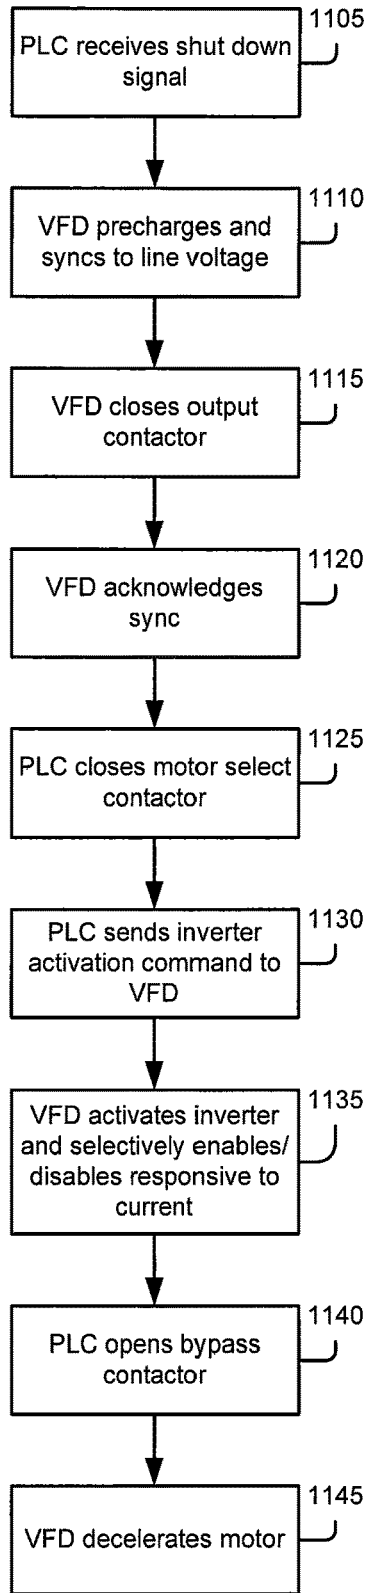 1105
PLC receives shut down
signal
1110
VFD precharges and
syncs to line voltage
1115
VFD closes output
contactor
1120
VFD acknowledges
sync
1125
PLC closes motor select
contactor
1130
PLC sends inverter
activation command to
VFD
1135
VFD activates inverter
and selectively enables/
disables responsive to
current
1140
PLC opens bypass
contactor
1145
VFD decelerates motor